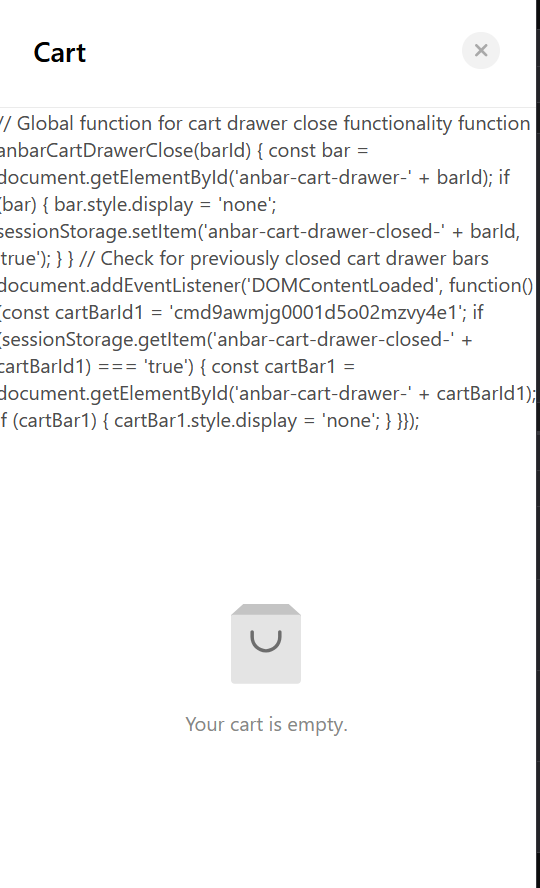 Cart
// Global function for cart drawer close functionality function
anbarCartDrawerClose(barId) { const bar =
document.getElementById('anbar-cart-drawer-' + barId); if
(bar) { bar.style.display = 'none';
sessionStorage.setItem('anbar-cart-drawer-closed-' + barId,
'true'); } } // Check for previously closed cart drawer bars
document.addEventListener('DOMContentLoaded', function()
{const cartBarId1 = 'cmd9awmjg0001d5o02mzvy4e1'; if
(sessionStorage.getItem('anbar-cart-drawer-closed-' +
cartBarId1) === 'true') { const cartBar1 =
document.getElementById('anbar-cart-drawer-' + cartBarId1);
if (cartBar1) { cartBar1.style.display = 'none'; } }});
Your cart is empty.